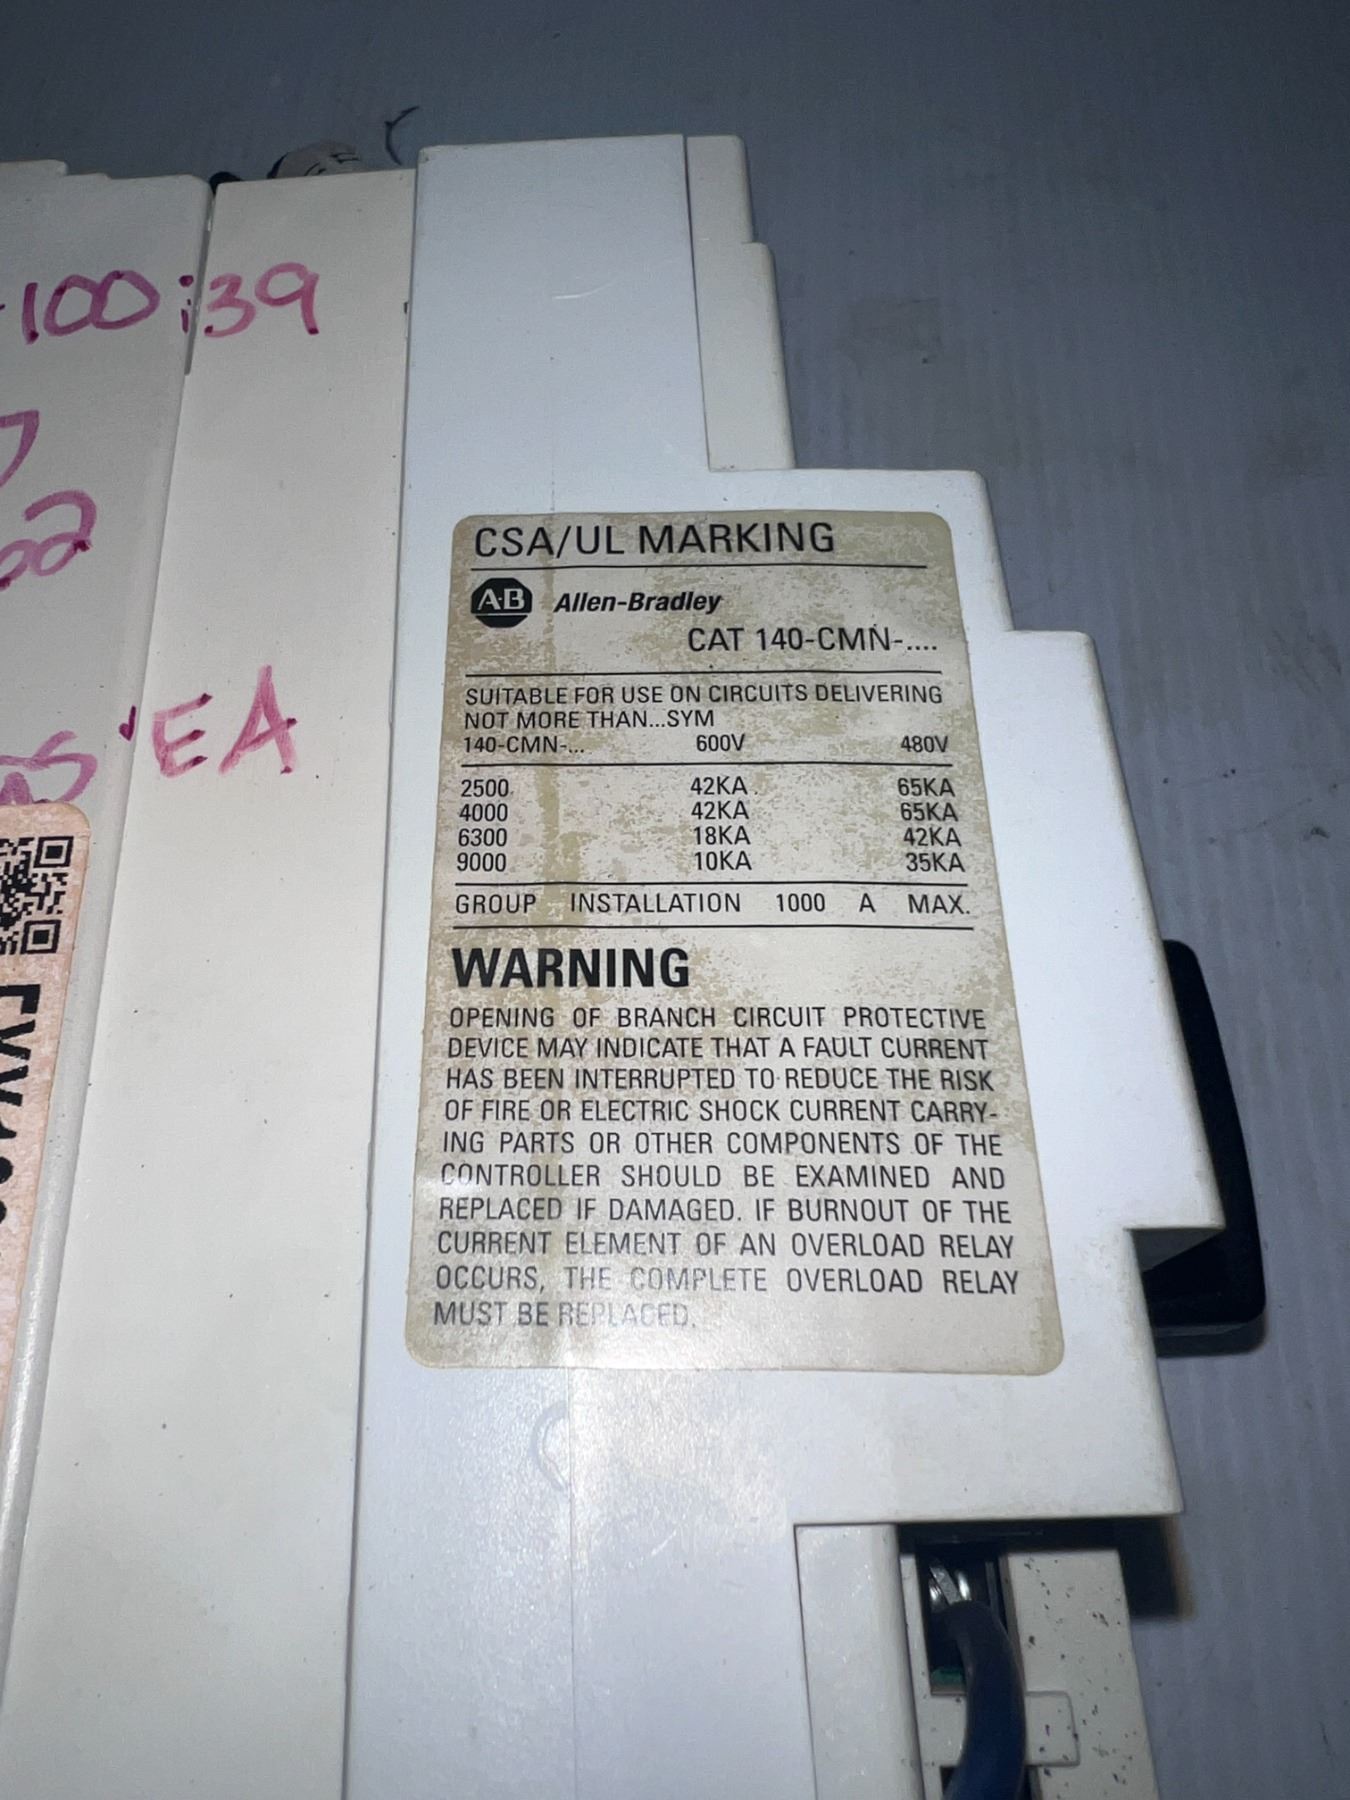 -100;39
EA
CSA/UL MARKING
A-B Allen-Bradley
CAT 140-CMN-....
SUITABLE FOR USE ON CIRCUITS DELIVERING
NOT MORE THAN...SYM
140-CMN-... 600V 480V
2500 42KA 65KA
4000 42KA 65KA
6300 18KA 42KA
9000 10KA 35KA
GROUP INSTALLATION 1000 A MAX.
WARNING
OPENING OF BRANCH CIRCUIT PROTECTIVE
DEVICE MAY INDICATE THAT A FAULT CURRENT
HAS BEEN INTERRUPTED TO REDUCE THE RISK
OF FIRE OR ELECTRIC SHOCK CURRENT CARRY-
ING PARTS OR OTHER COMPONENTS OF THE
CONTROLLER SHOULD BE EXAMINED AND
REPLACED IF DAMAGED. IF BURNOUT OF THE
CURRENT ELEMENT OF AN OVERLOAD RELAY
OCCURS, THE COMPLETE OVERLOAD RELAY
MUST BE REPLACED.